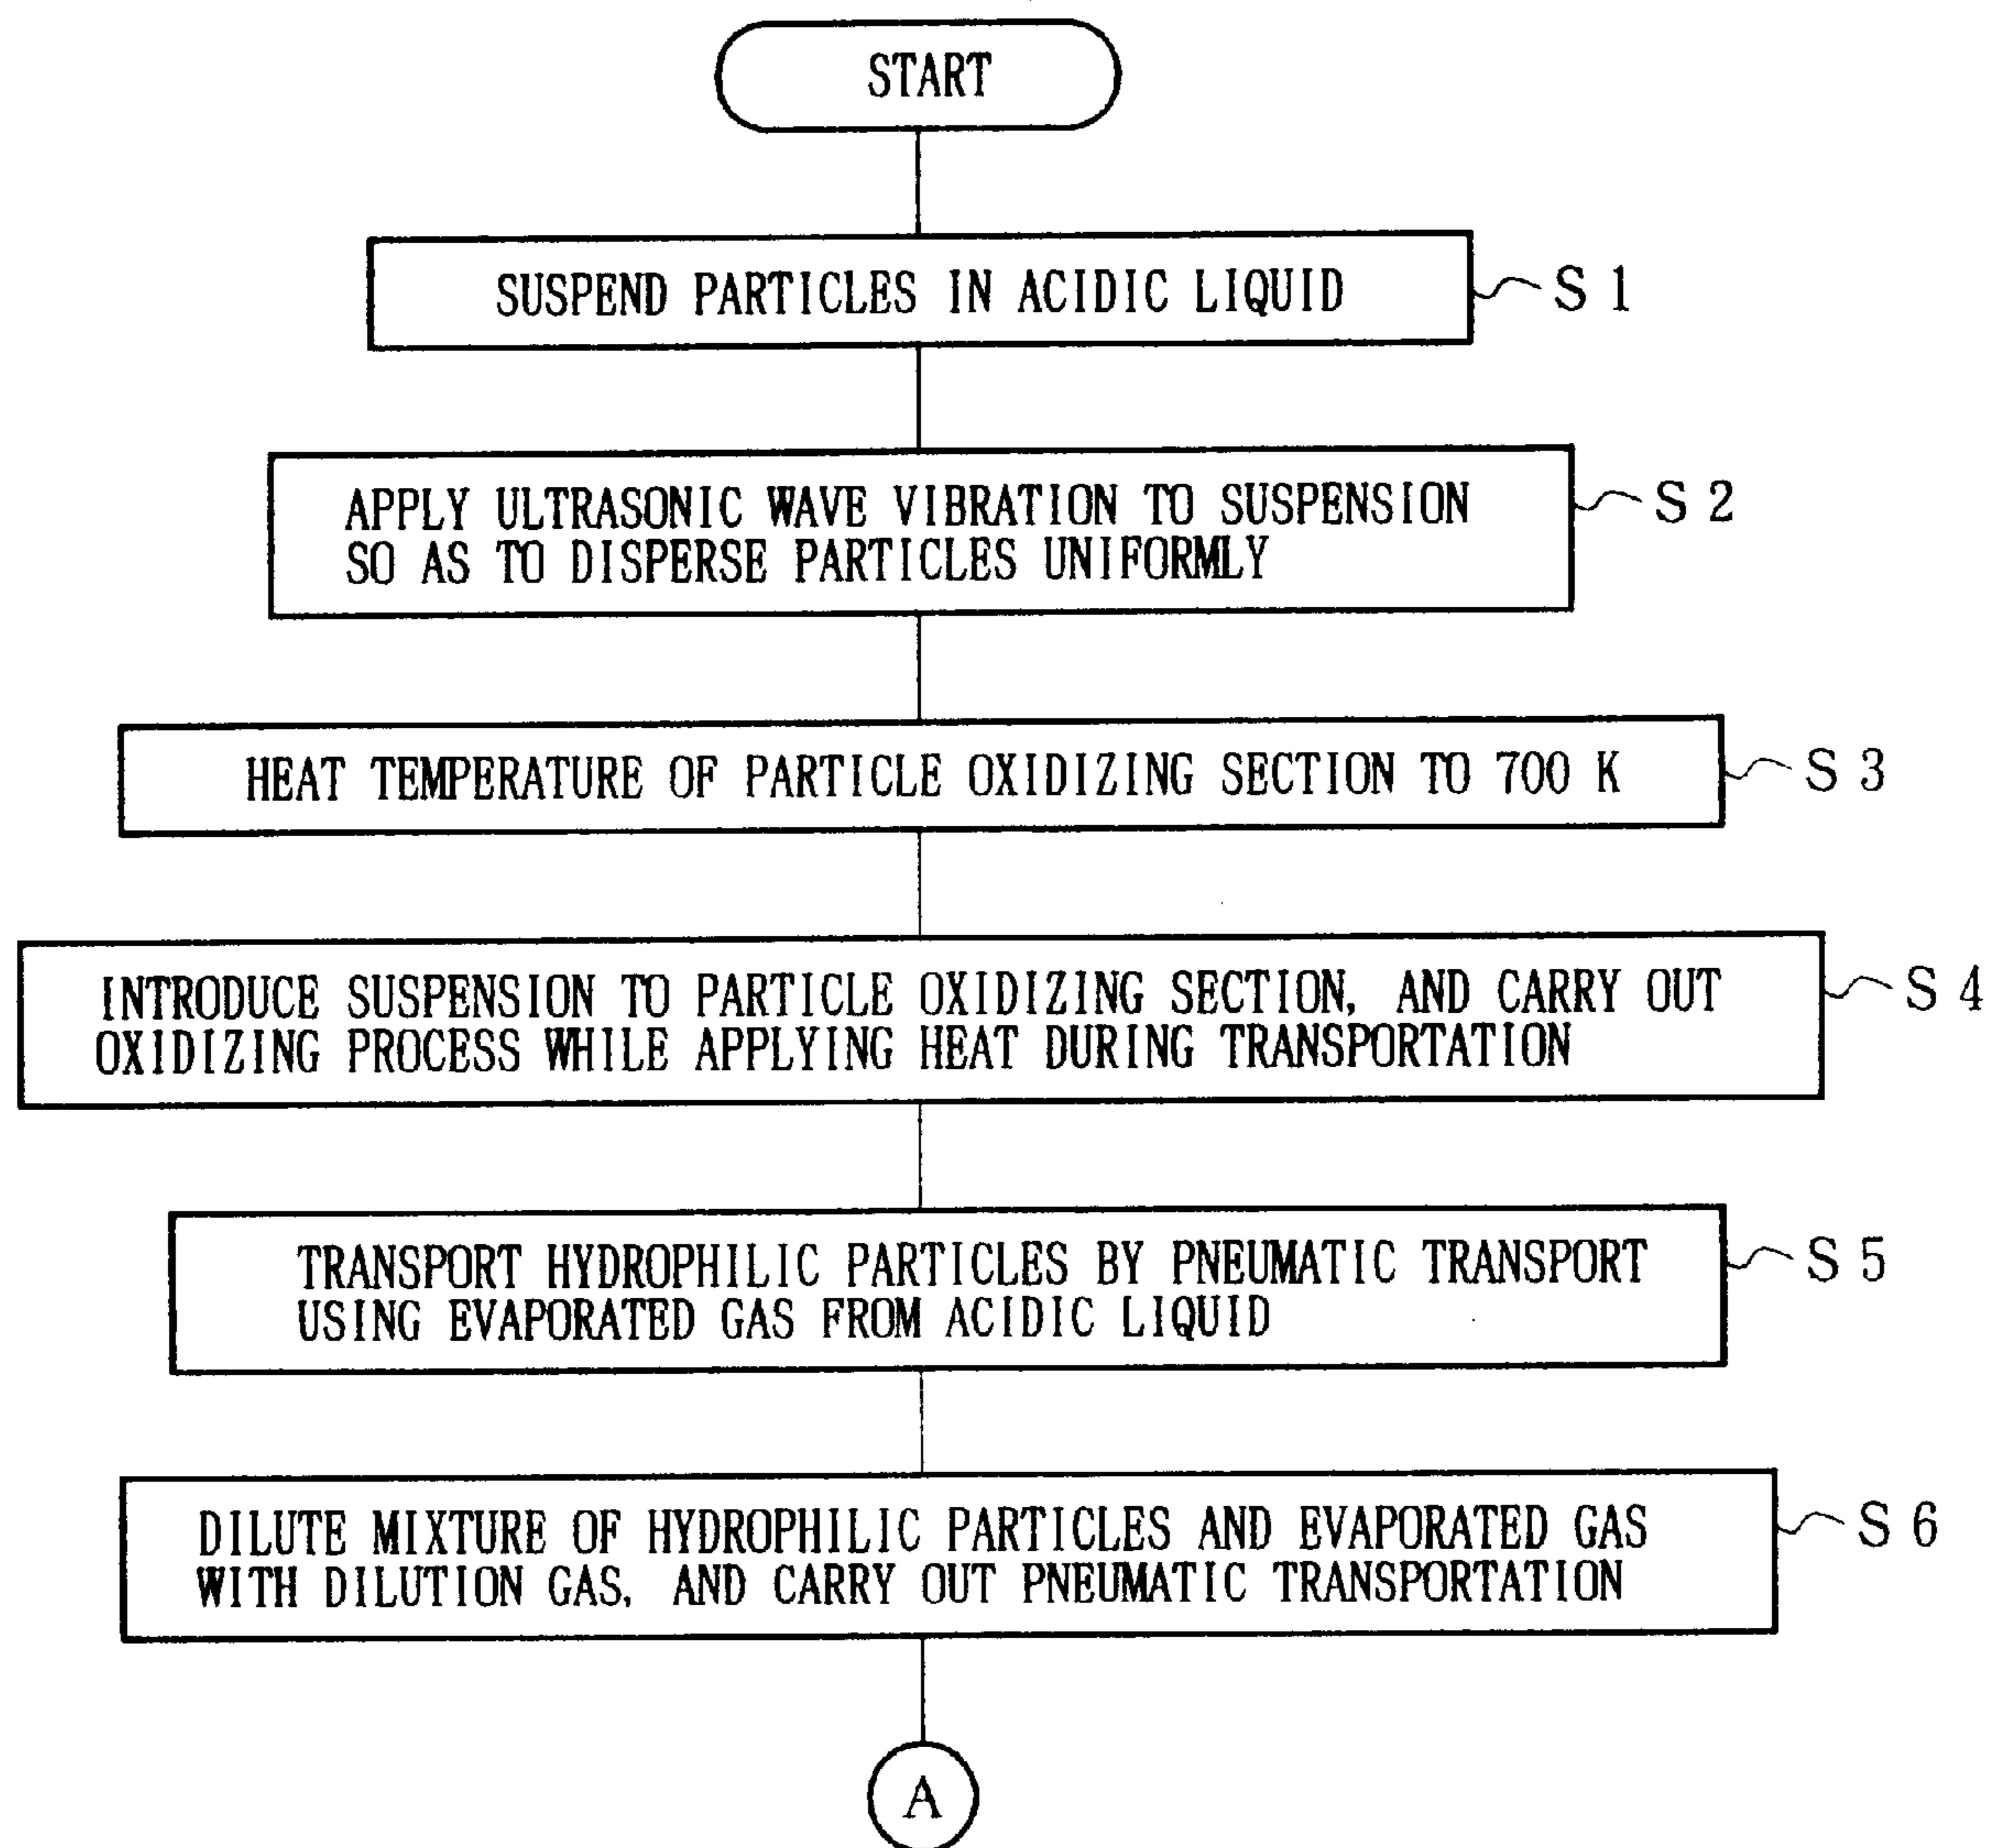 START
SUSPEND PARTICLES IN ACIDIC LIQUID
S 1
APPLY ULTRASONIC WAVE VIBRATION TO SUSPENSION
SO AS TO DISPERSE PARTICLES UNIFORMLY
S 2
HEAT TEMPERATURE OF PARTICLE OXIDIZING SECTION TO 700 K
S 3
INTRODUCE SUSPENSION TO PARTICLE OXIDIZING SECTION, AND CARRY OUT
OXIDIZING PROCESS WHILE APPLYING HEAT DURING TRANSPORTATION
S 4
TRANSPORT HYDROPHILIC PARTICLES BY PNEUMATIC TRANSPORT
USING EVAPORATED GAS FROM ACIDIC LIQUID
S 5
DILUTE MIXTURE OF HYDROPHILIC PARTICLES AND EVAPORATED GAS
WITH DILUTION GAS, AND CARRY OUT PNEUMATIC TRANSPORTATION
S 6
A